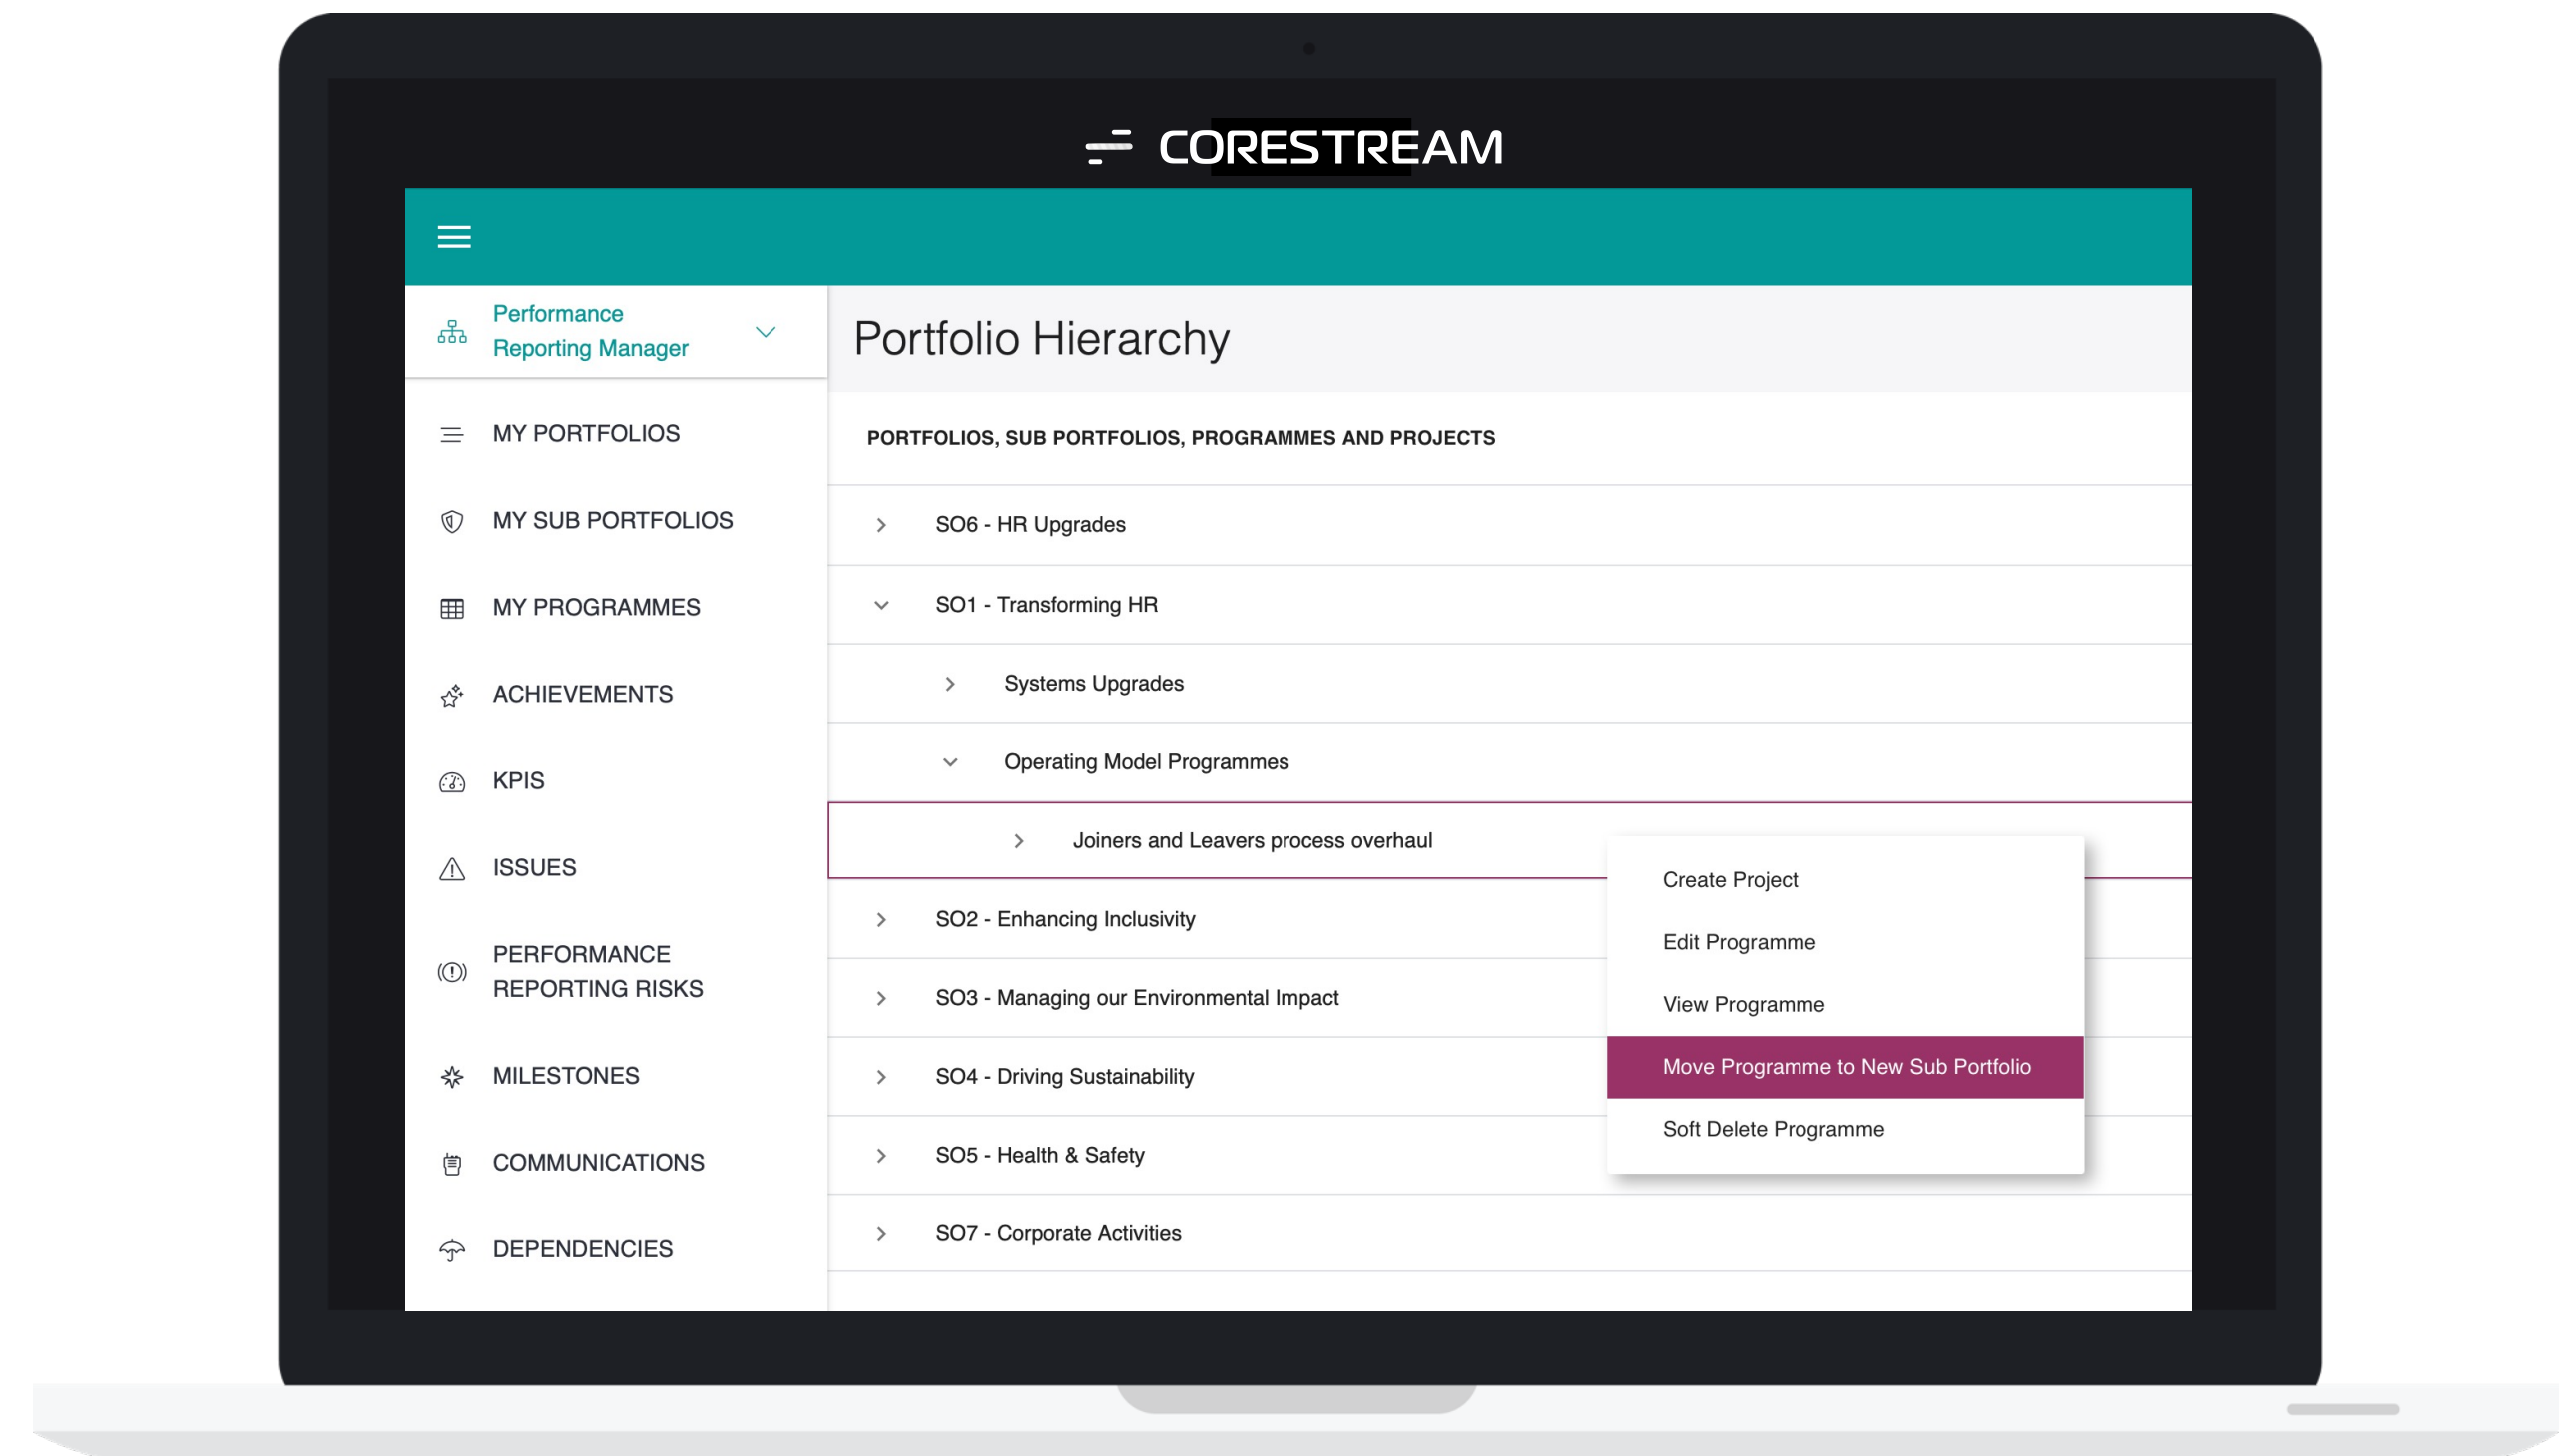 CORESTREAM
Performance
Reporting Manager
MY PORTFOLIOS
MY SUB PORTFOLIOS
MY PROGRAMMES
ACHIEVEMENTS
KPIS
ISSUES
PERFORMANCE
REPORTING RISKS
MILESTONES
COMMUNICATIONS
DEPENDENCIES
Portfolio Hierarchy
PORTFOLIOS, SUB PORTFOLIOS, PROGRAMMES AND PROJECTS
SO6 - HR Upgrades
SO1 - Transforming HR
Systems Upgrades
Operating Model Programmes
Joiners and Leavers process overhaul
SO2 - Enhancing Inclusivity
SO3 - Managing our Environmental Impact
SO4 - Driving Sustainability
SO5 - Health & Safety
SO7 - Corporate Activities
Create Project
Edit Programme
View Programme
Move Programme to New Sub Portfolio
Soft Delete Programme